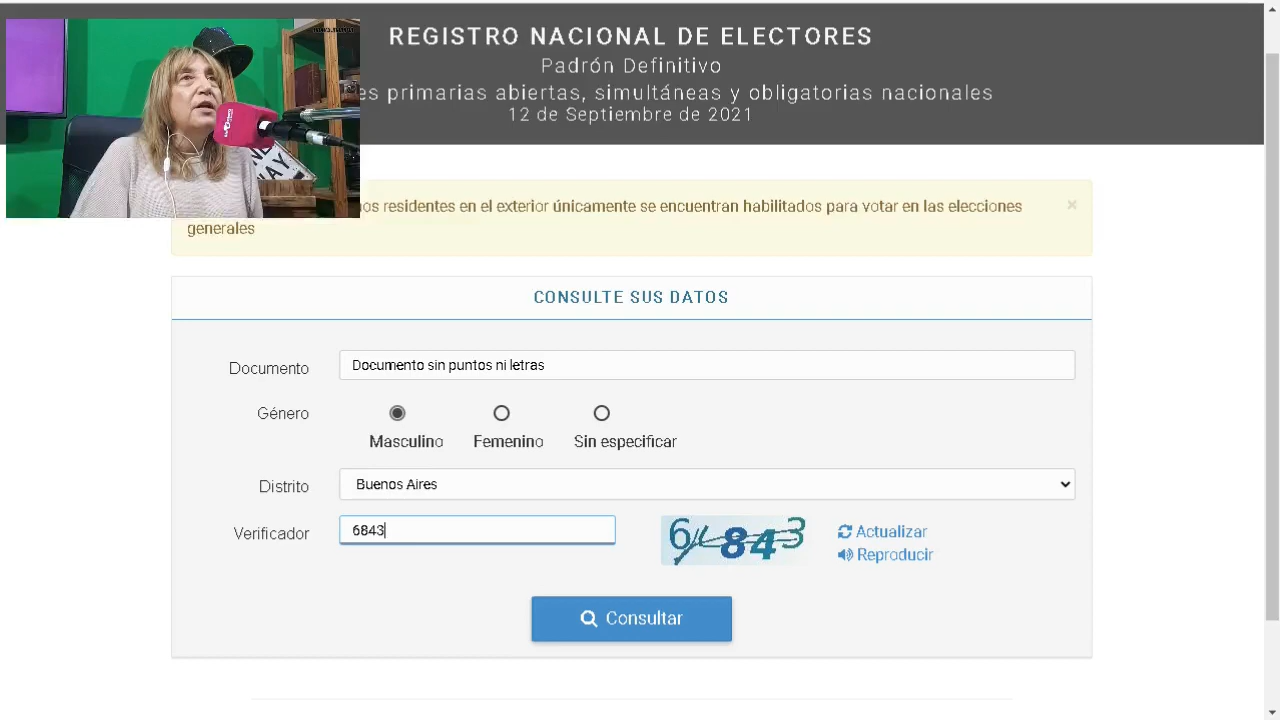 REGISTRO NACIONAL DE ELECTORES
Padrón Definitivo
es primarias abiertas, simultáneas y obligatorias nacionales
12 de Septiembre de 2021
os residentes en el exterior únicamente se encuentran habilitados para votar en las elecciones
generales
×
CONSULTE SUS DATOS
Documento
Documento sin puntos ni letras
Género
Masculino
Femenino
Sin especificar
Distrito
Buenos Aires
Verificador
6843
6843
Actualizar
Reproducir
Consultar